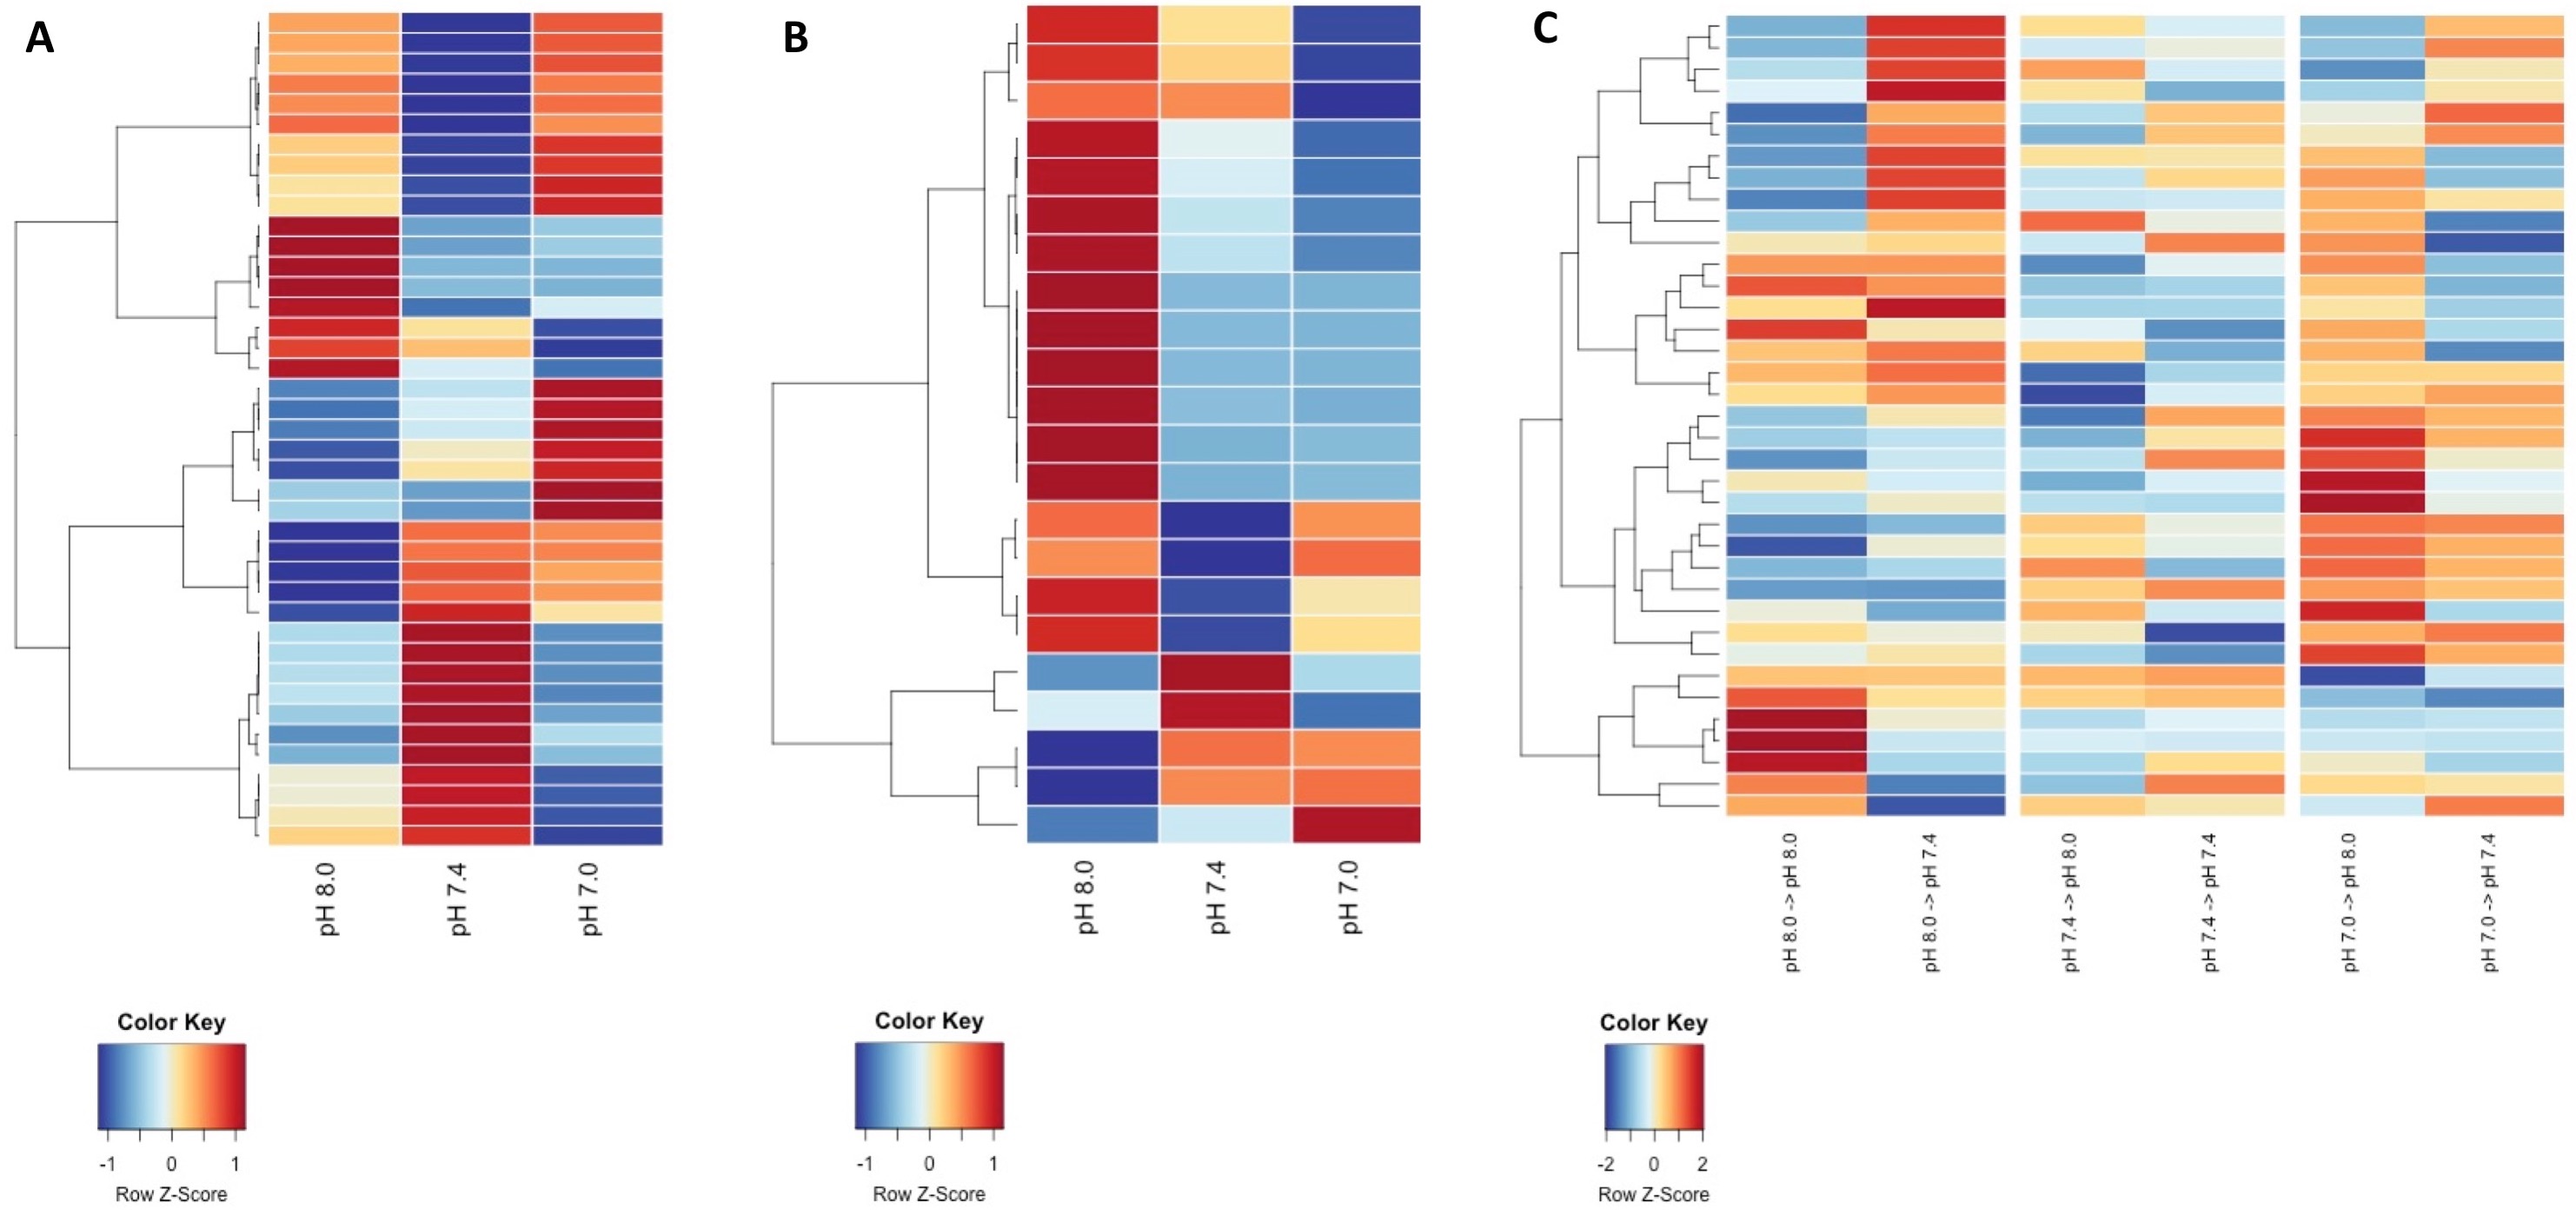 A
B
C
pH 8.0
pH 7.4
pH 7.0
pH 8.0
pH 7.4
pH 7.0
pH 8.0 -> pH 8.0
pH 8.0 -> pH 7.4
pH 7.4 -> pH 8.0
pH 7.4 -> pH 7.4
pH 7.0 -> pH 8.0
pH 7.0 -> pH 7.4
Color Key
-1 0 1
Row Z-Score
Color Key
-1 0 1
Row Z-Score
Color Key
-2 0 2
Row Z-Score